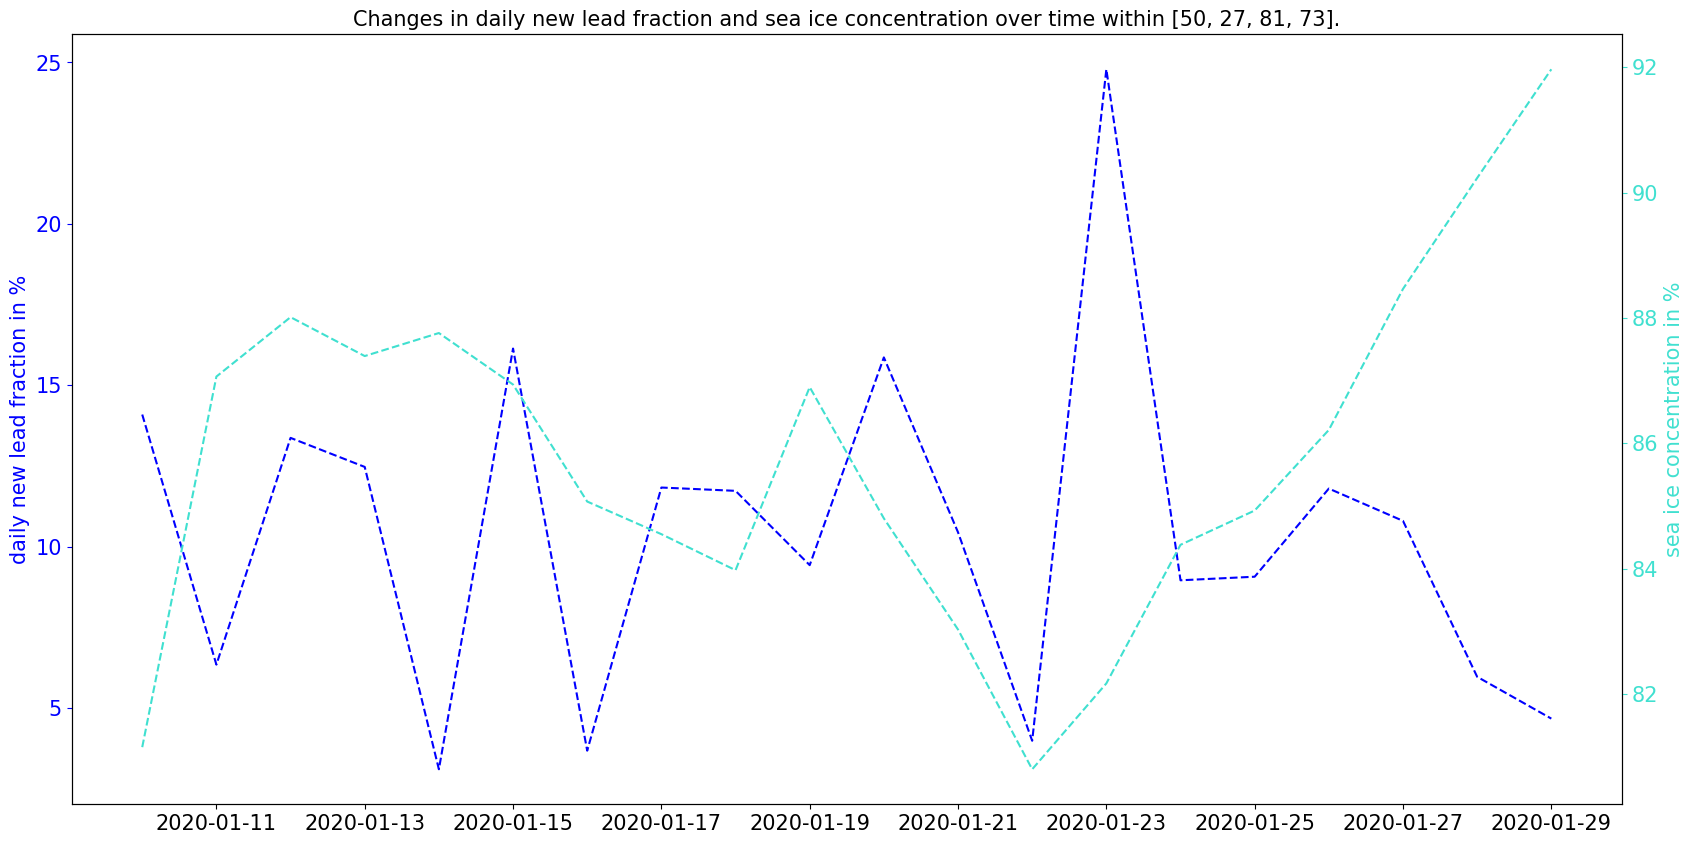 Changes in daily new lead fraction and sea ice concentration over time within [50, 27, 81, 73].
daily new lead fraction in %
25
20
15
10
5
92
90
88
86
84
82
sea ice concentration in %
2020-01-11 2020-01-13 2020-01-15 2020-01-17 2020-01-19 2020-01-21 2020-01-23 2020-01-25 2020-01-27 2020-01-29